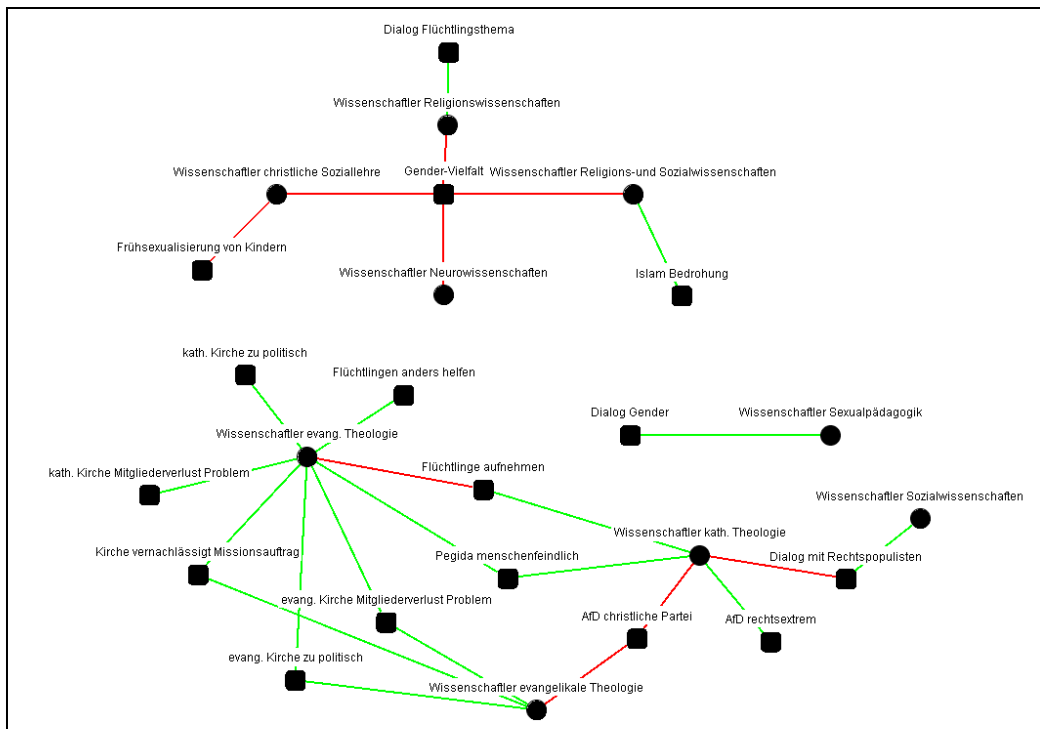 Dialog Flüchtlingsthema
Wissenschaftler Religionswissenschaften
Wissenschaftler christliche Soziallehre
Gender-Vielfalt
Wissenschaftler Religions-und Sozialwissenschaften
Frühsexualisierung von Kindern
Wissenschaftler Neurowissenschaften
Islam Bedrohung
kath. Kirche zu politisch
Flüchtlingen anders helfen
Dialog Gender
Wissenschaftler Sexualpädagogik
Wissenschaftler evang. Theologie
kath. Kirche Mitgliederverlust Problem
Flüchtlinge aufnehmen
Wissenschaftler Sozialwissenschaften
Wissenschaftler kath. Theologie
Kirche vernachlässigt Missionsauftrag
Pegida menschenfeindlich
Dialog mit Rechtspopulisten
evang. Kirche Mitgliederverlust Problem
AfD christliche Partei
AfD rechtsextrem
evang. Kirche zu politisch
Wissenschaftler evangelikale Theologie